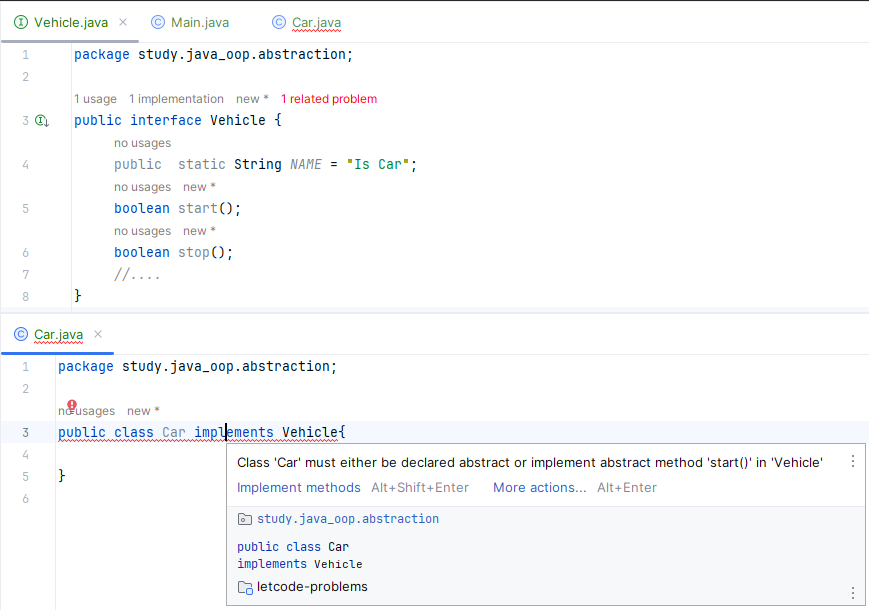 Vehicle.java Main.java Car.java
1 package study.java_oop.abstraction;
2
1 usage 1 implementation new * 1 related problem
3 public interface Vehicle {
no usages
4 public static String NAME = "Is Car";
no usages new *
5 boolean start();
no usages new *
6 boolean stop();
7 //....
8 }
Car.java
1 package study.java_oop.abstraction;
2
no usages new *
3 public class Car implements Vehicle{
4
5 }
6
Class 'Car' must either be declared abstract or implement abstract method 'start()' in 'Vehicle'
Implement methods Alt+Shift+Enter More actions... Alt+Enter
study.java_oop.abstraction
public class Car
implements Vehicle
letcode-problems